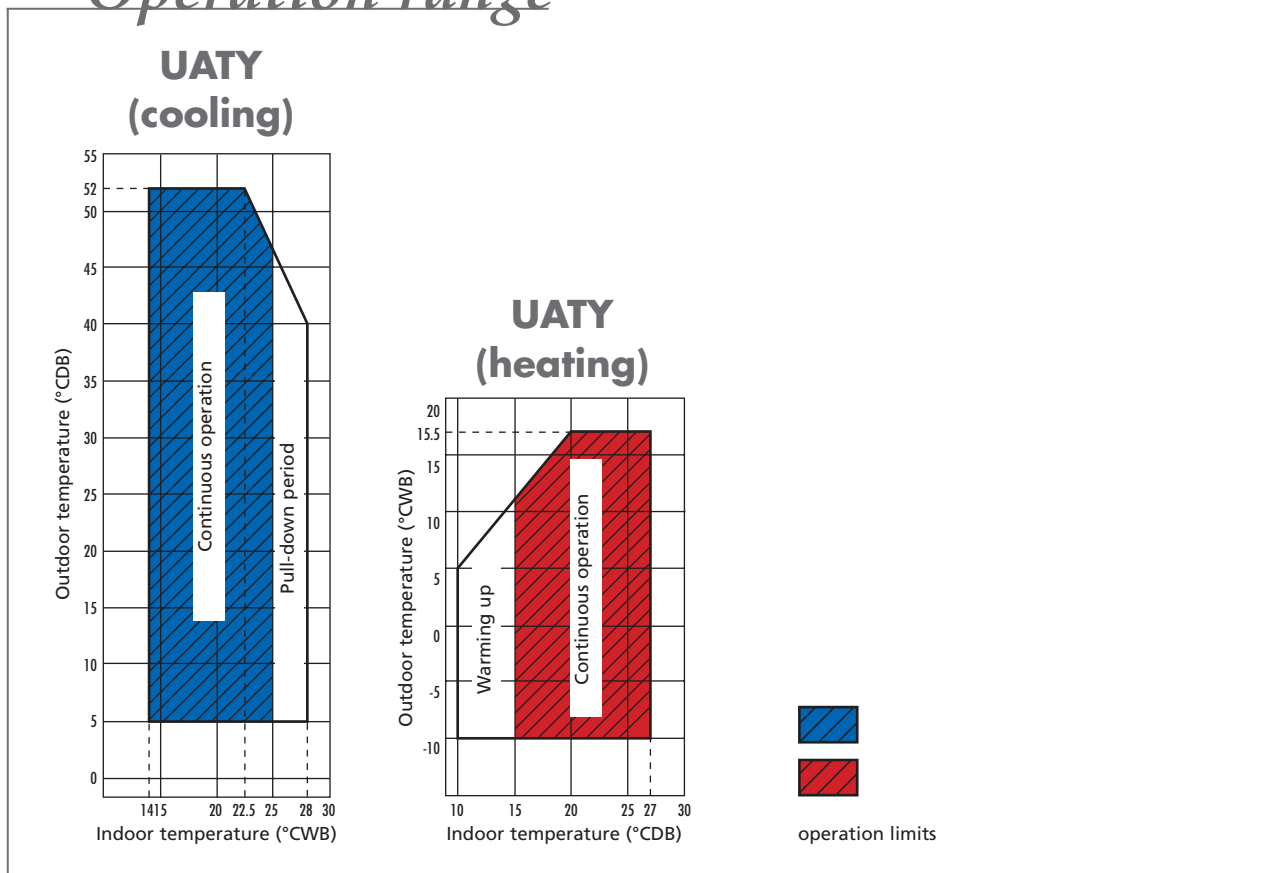 Operation range
UATY
(cooling)
55
52
50
45
40
35
30
25
20
15
10
5
0
Outdoor temperature (°CDB)
Continuous operation
Pull-down period
14 15 20 22.5 25 28 30
Indoor temperature (°CWB)
UATY
(heating)
20
15.5
15
10
5
0
-5
-10
Outdoor temperature (°CWB)
Warming up
Continuous operation
10 15 20 25 27 30
Indoor temperature (°CDB)
operation limits